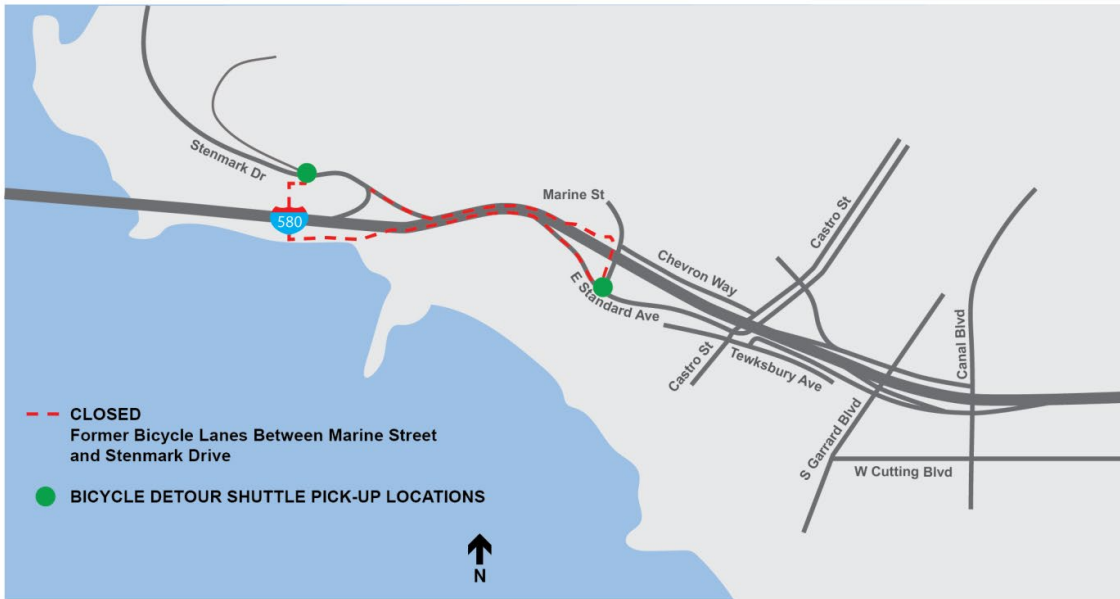 Stenmark Dr
580
Marine St
E Standard Ave
Chevron Way
Castro St
Castro St
Tewksbury Ave
Canal Blvd
S Garrard Blvd
W Cutting Blvd
CLOSED
Former Bicycle Lanes Between Marine Street
and Stenmark Drive
BICYCLE DETOUR SHUTTLE PICK-UP LOCATIONS
N